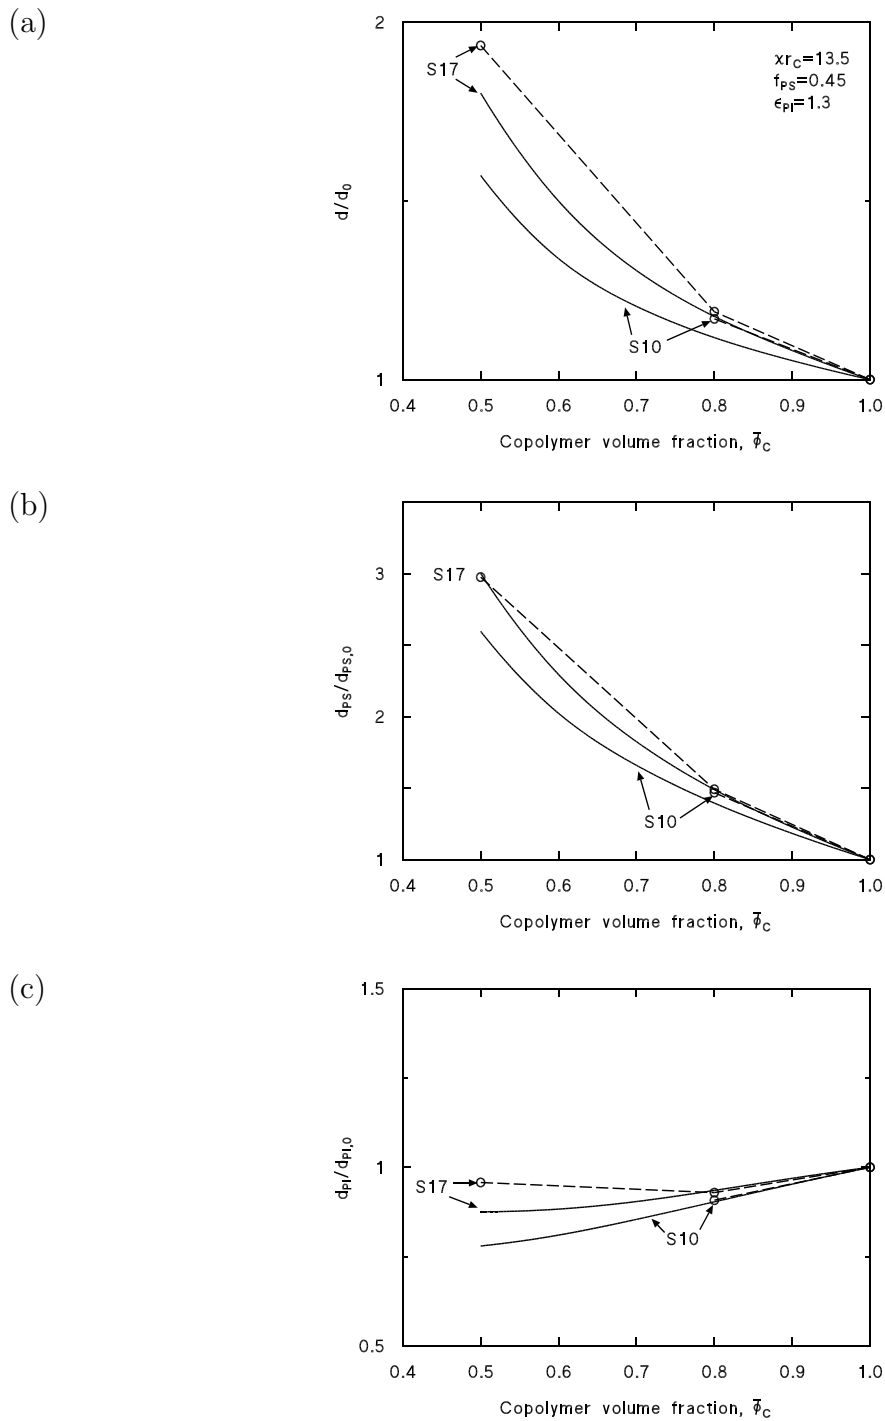 (a)
2
χr_C=13.5
f_PS=0.45
ϵ_PI=1.3
S17
d/d_0
S10
1
0.4 0.5 0.6 0.7 0.8 0.9 1.0
Copolymer volume fraction, ϕ̄_C
(b)
3
S17
d_PS/d_PS,0
2
S10
1
0.4 0.5 0.6 0.7 0.8 0.9 1.0
Copolymer volume fraction, ϕ̄_C
(c)
1.5
d_PI/d_PI,0
1
S17
S10
0.5
0.4 0.5 0.6 0.7 0.8 0.9 1.0
Copolymer volume fraction, ϕ̄_C